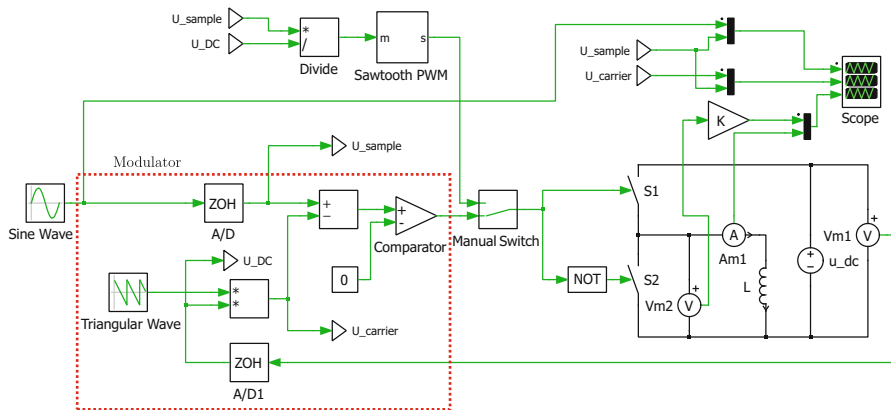 U_sample
U_DC
*
/
Divide
m
s
Sawtooth PWM
U_sample
U_carrier
Scope
K
Modulator
U_sample
Sine Wave
ZOH
A/D
+
−
+
-
Comparator
Manual Switch
S1
A
Am1
+
Vm1
V
U_DC
0
NOT
S2
+
Vm2
V
L
+
−
u_dc
Triangular Wave
*
*
U_carrier
ZOH
A/D1